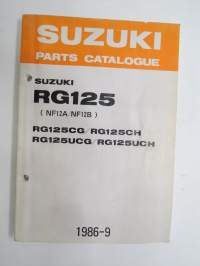 SUZUKI
PARTS CATALOGUE
SUZUKI
RG125
(NF12A/NF12B)
RG125CG/RG125CH
RG125UCG/RG125UCH
1986-9